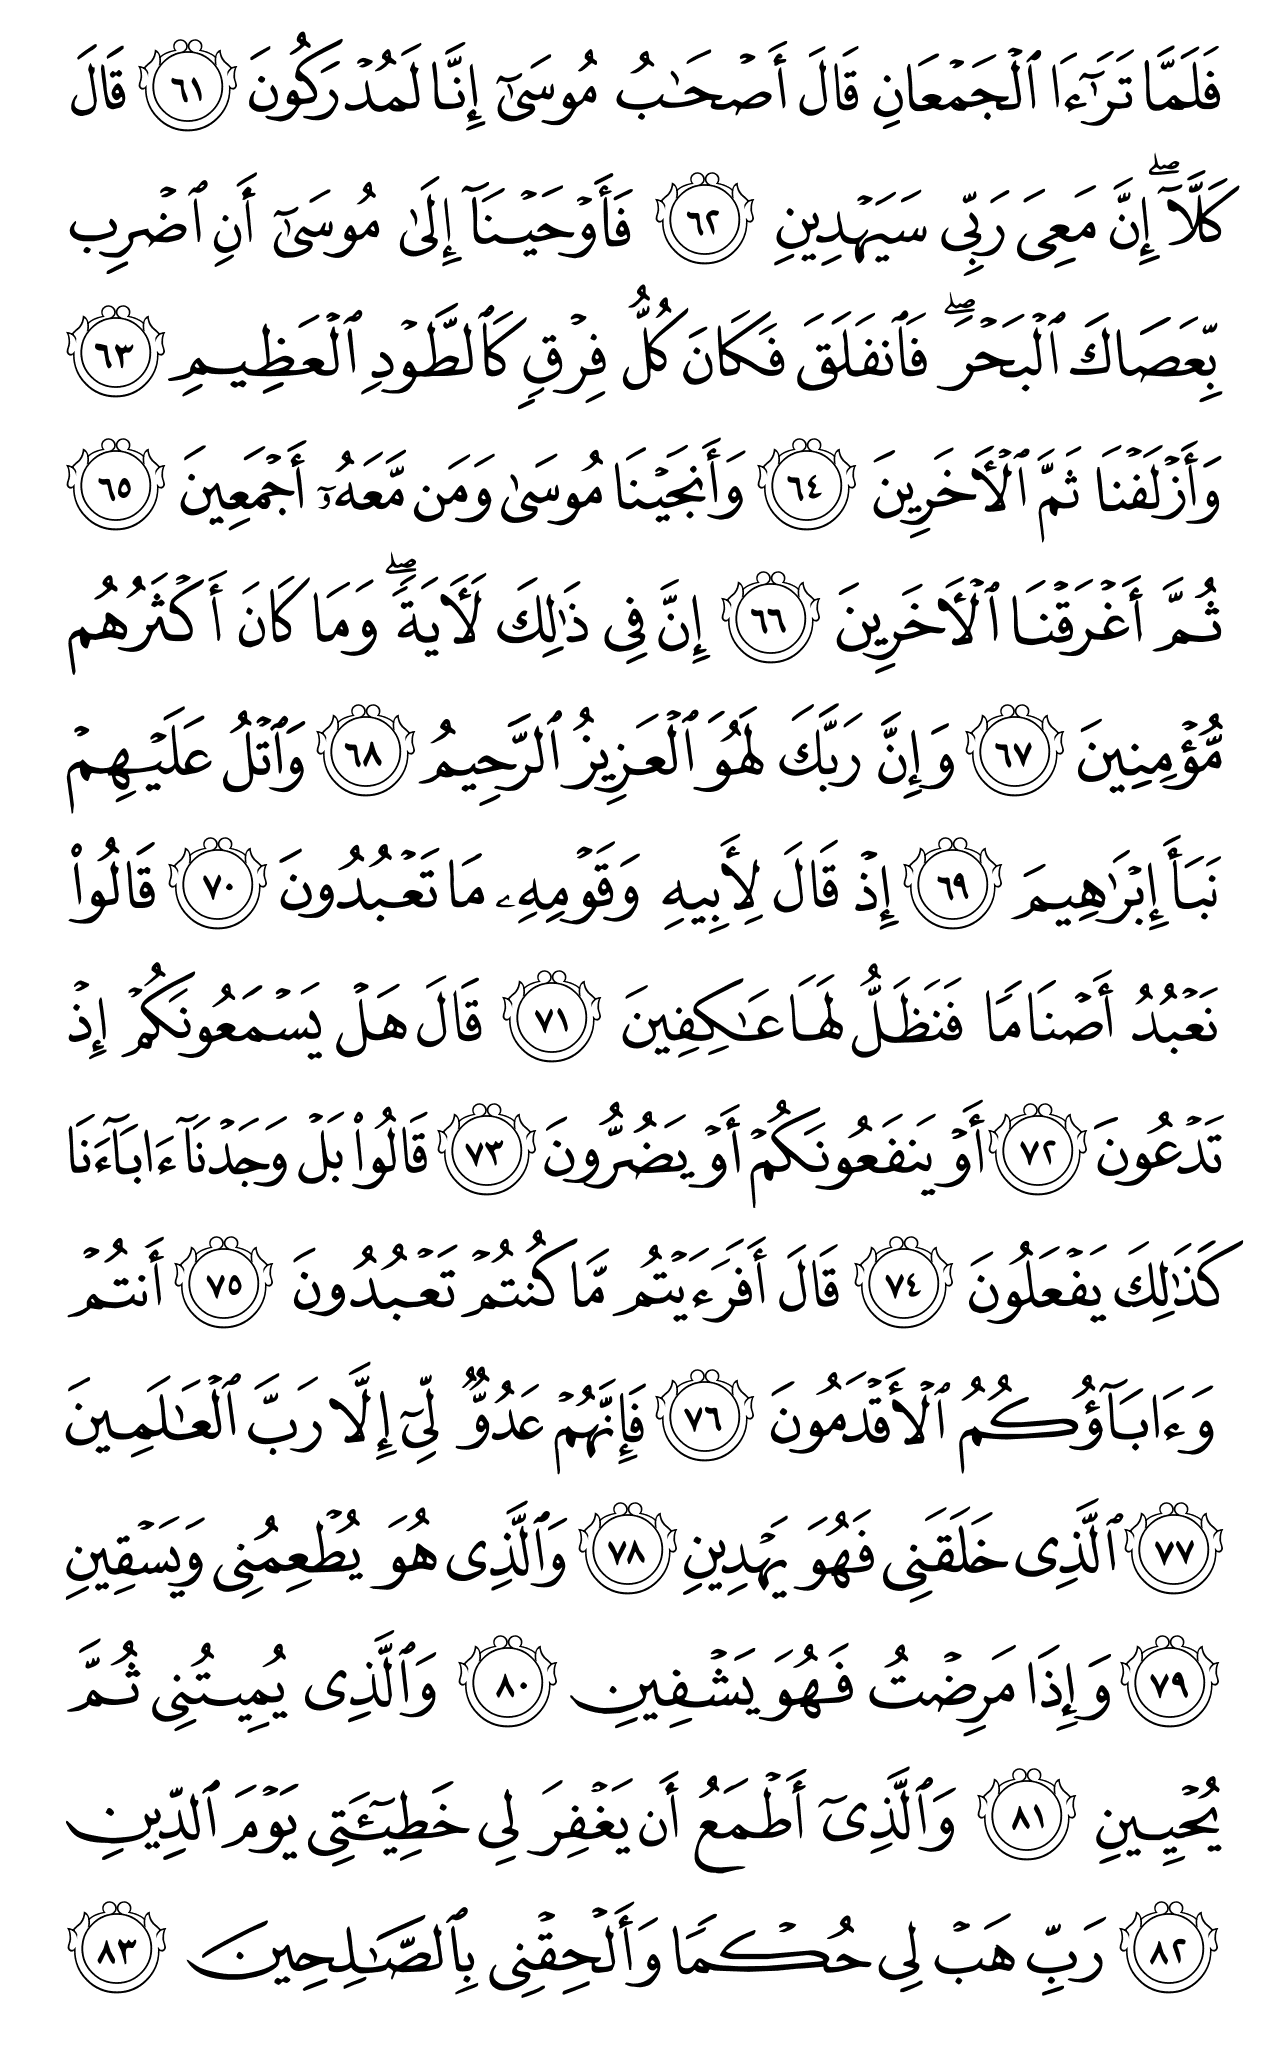 فَلَمَّا تَرَٰٓءَا ٱلۡجَمۡعَانِ قَالَ أَصۡحَٰبُ مُوسَىٰٓ إِنَّا لَمُدۡرَكُونَ ٦١ قَالَ
كَلَّآۖ إِنَّ مَعِيَ رَبِّي سَيَهۡدِينِ ٦٢ فَأَوۡحَيۡنَآ إِلَىٰ مُوسَىٰٓ أَنِ ٱضۡرِب
بِّعَصَاكَ ٱلۡبَحۡرَۖ فَٱنفَلَقَ فَكَانَ كُلُّ فِرۡقٖ كَٱلطَّوۡدِ ٱلۡعَظِيمِ ٦٣
وَأَزۡلَفۡنَا ثَمَّ ٱلۡأٓخَرِينَ ٦٤ وَأَنجَيۡنَا مُوسَىٰ وَمَن مَّعَهُۥٓ أَجۡمَعِينَ ٦٥
ثُمَّ أَغۡرَقۡنَا ٱلۡأٓخَرِينَ ٦٦ إِنَّ فِي ذَٰلِكَ لَأٓيَةٗۖ وَمَا كَانَ أَكۡثَرُهُم
مُّؤۡمِنِينَ ٦٧ وَإِنَّ رَبَّكَ لَهُوَ ٱلۡعَزِيزُ ٱلرَّحِيمُ ٦٨ وَٱتۡلُ عَلَيۡهِمۡ
نَبَأَ إِبۡرَٰهِيمَ ٦٩ إِذۡ قَالَ لِأَبِيهِ وَقَوۡمِهِۦ مَا تَعۡبُدُونَ ٧٠ قَالُواْ
نَعۡبُدُ أَصۡنَامٗا فَنَظَلُّ لَهَا عَٰكِفِينَ ٧١ قَالَ هَلۡ يَسۡمَعُونَكُمۡ إِذۡ
تَدۡعُونَ ٧٢ أَوۡ يَنفَعُونَكُمۡ أَوۡ يَضُرُّونَ ٧٣ قَالُواْ بَلۡ وَجَدۡنَآ ءَابَآءَنَا
كَذَٰلِكَ يَفۡعَلُونَ ٧٤ قَالَ أَفَرَءَيۡتُم مَّا كُنتُمۡ تَعۡبُدُونَ ٧٥ أَنتُمۡ
وَءَابَآؤُكُمُ ٱلۡأَقۡدَمُونَ ٧٦ فَإِنَّهُمۡ عَدُوّٞ لِّيٓ إِلَّا رَبَّ ٱلۡعَٰلَمِينَ
٧٧ ٱلَّذِي خَلَقَنِي فَهُوَ يَهۡدِينِ ٧٨ وَٱلَّذِي هُوَ يُطۡعِمُنِي وَيَسۡقِينِ
٧٩ وَإِذَا مَرِضۡتُ فَهُوَ يَشۡفِينِ ٨٠ وَٱلَّذِي يُمِيتُنِي ثُمَّ
يُحۡيِينِ ٨١ وَٱلَّذِيٓ أَطۡمَعُ أَن يَغۡفِرَ لِي خَطِيٓـَٔتِي يَوۡمَ ٱلدِّينِ
٨٢ رَبِّ هَبۡ لِي حُكۡمٗا وَأَلۡحِقۡنِي بِٱلصَّٰلِحِينَ ٨٣